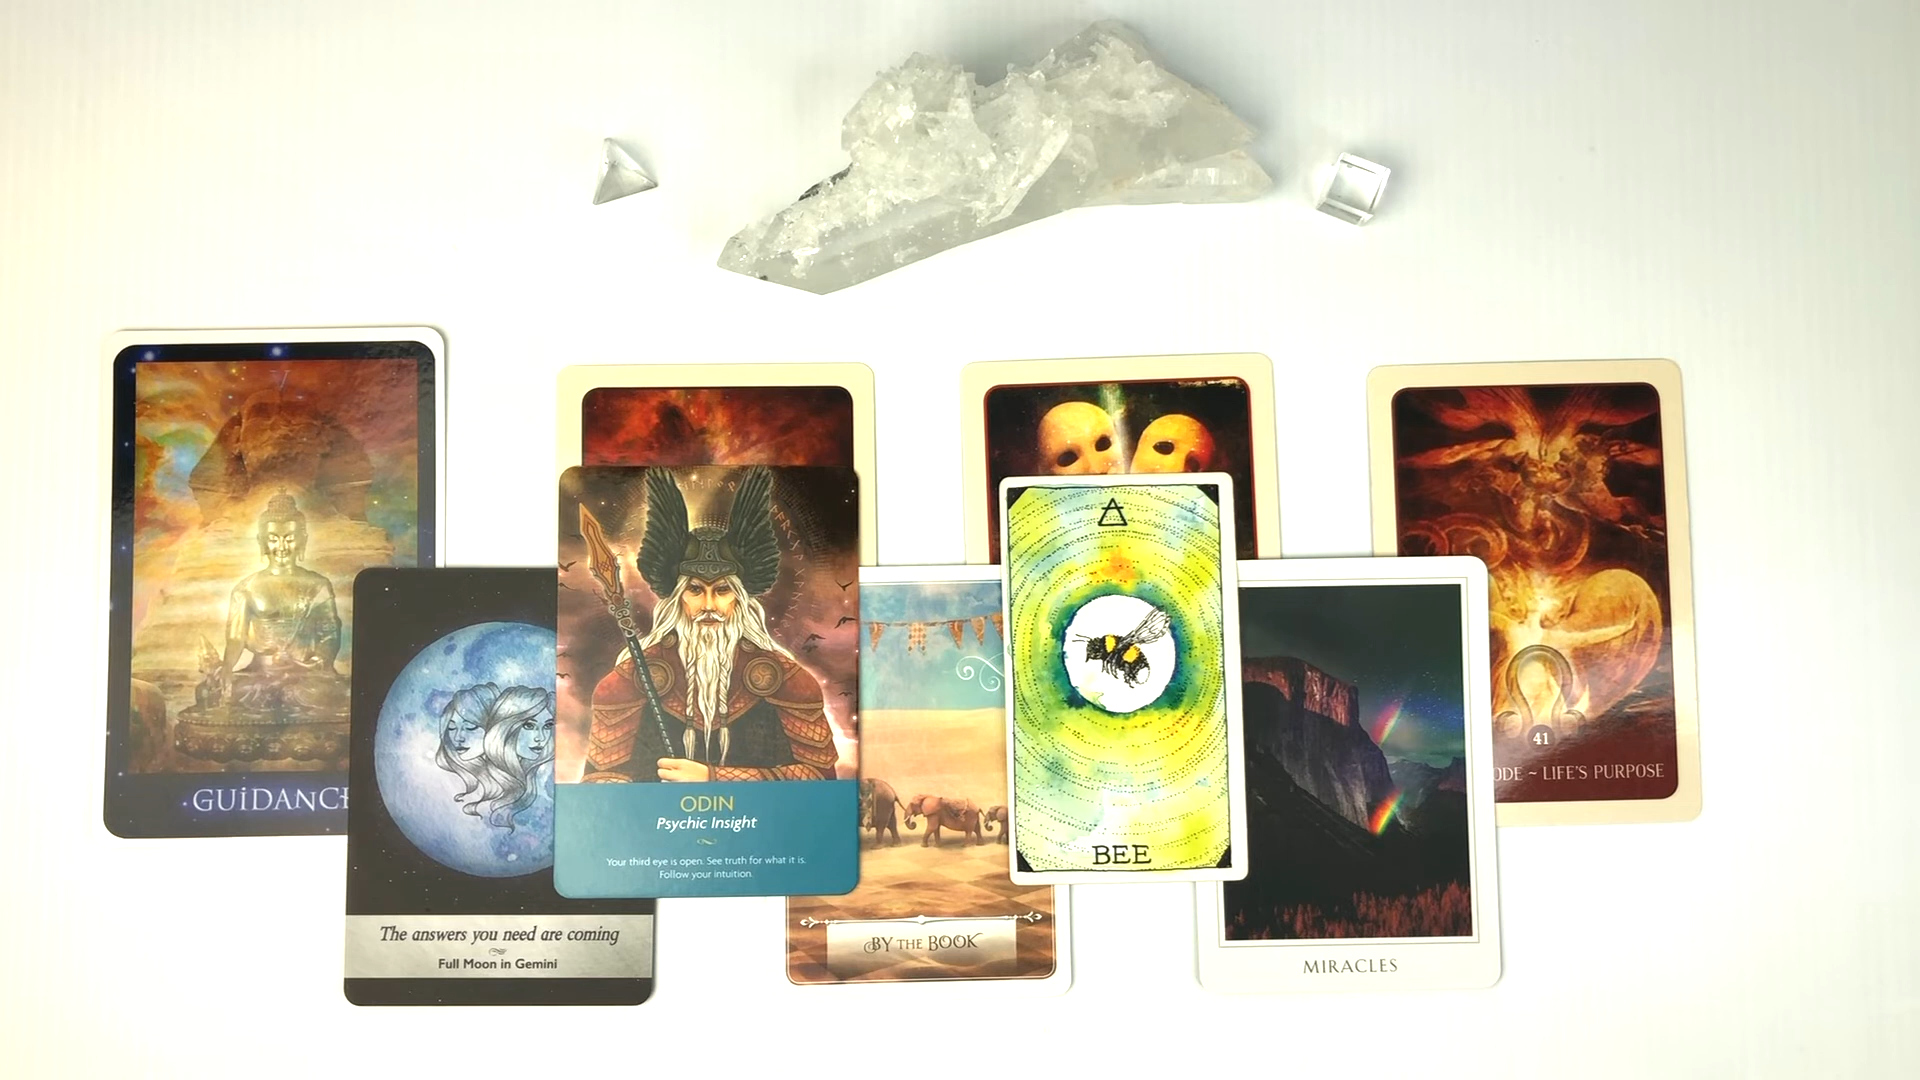 GUIDANCE
The answers you need are coming
Full Moon in Gemini
ODIN
Psychic Insight
Your third eye is open. See truth for what it is.
Follow your intuition.
BY THE BOOK
BEE
MIRACLES
41
ODE ~ LIFE'S PURPOSE